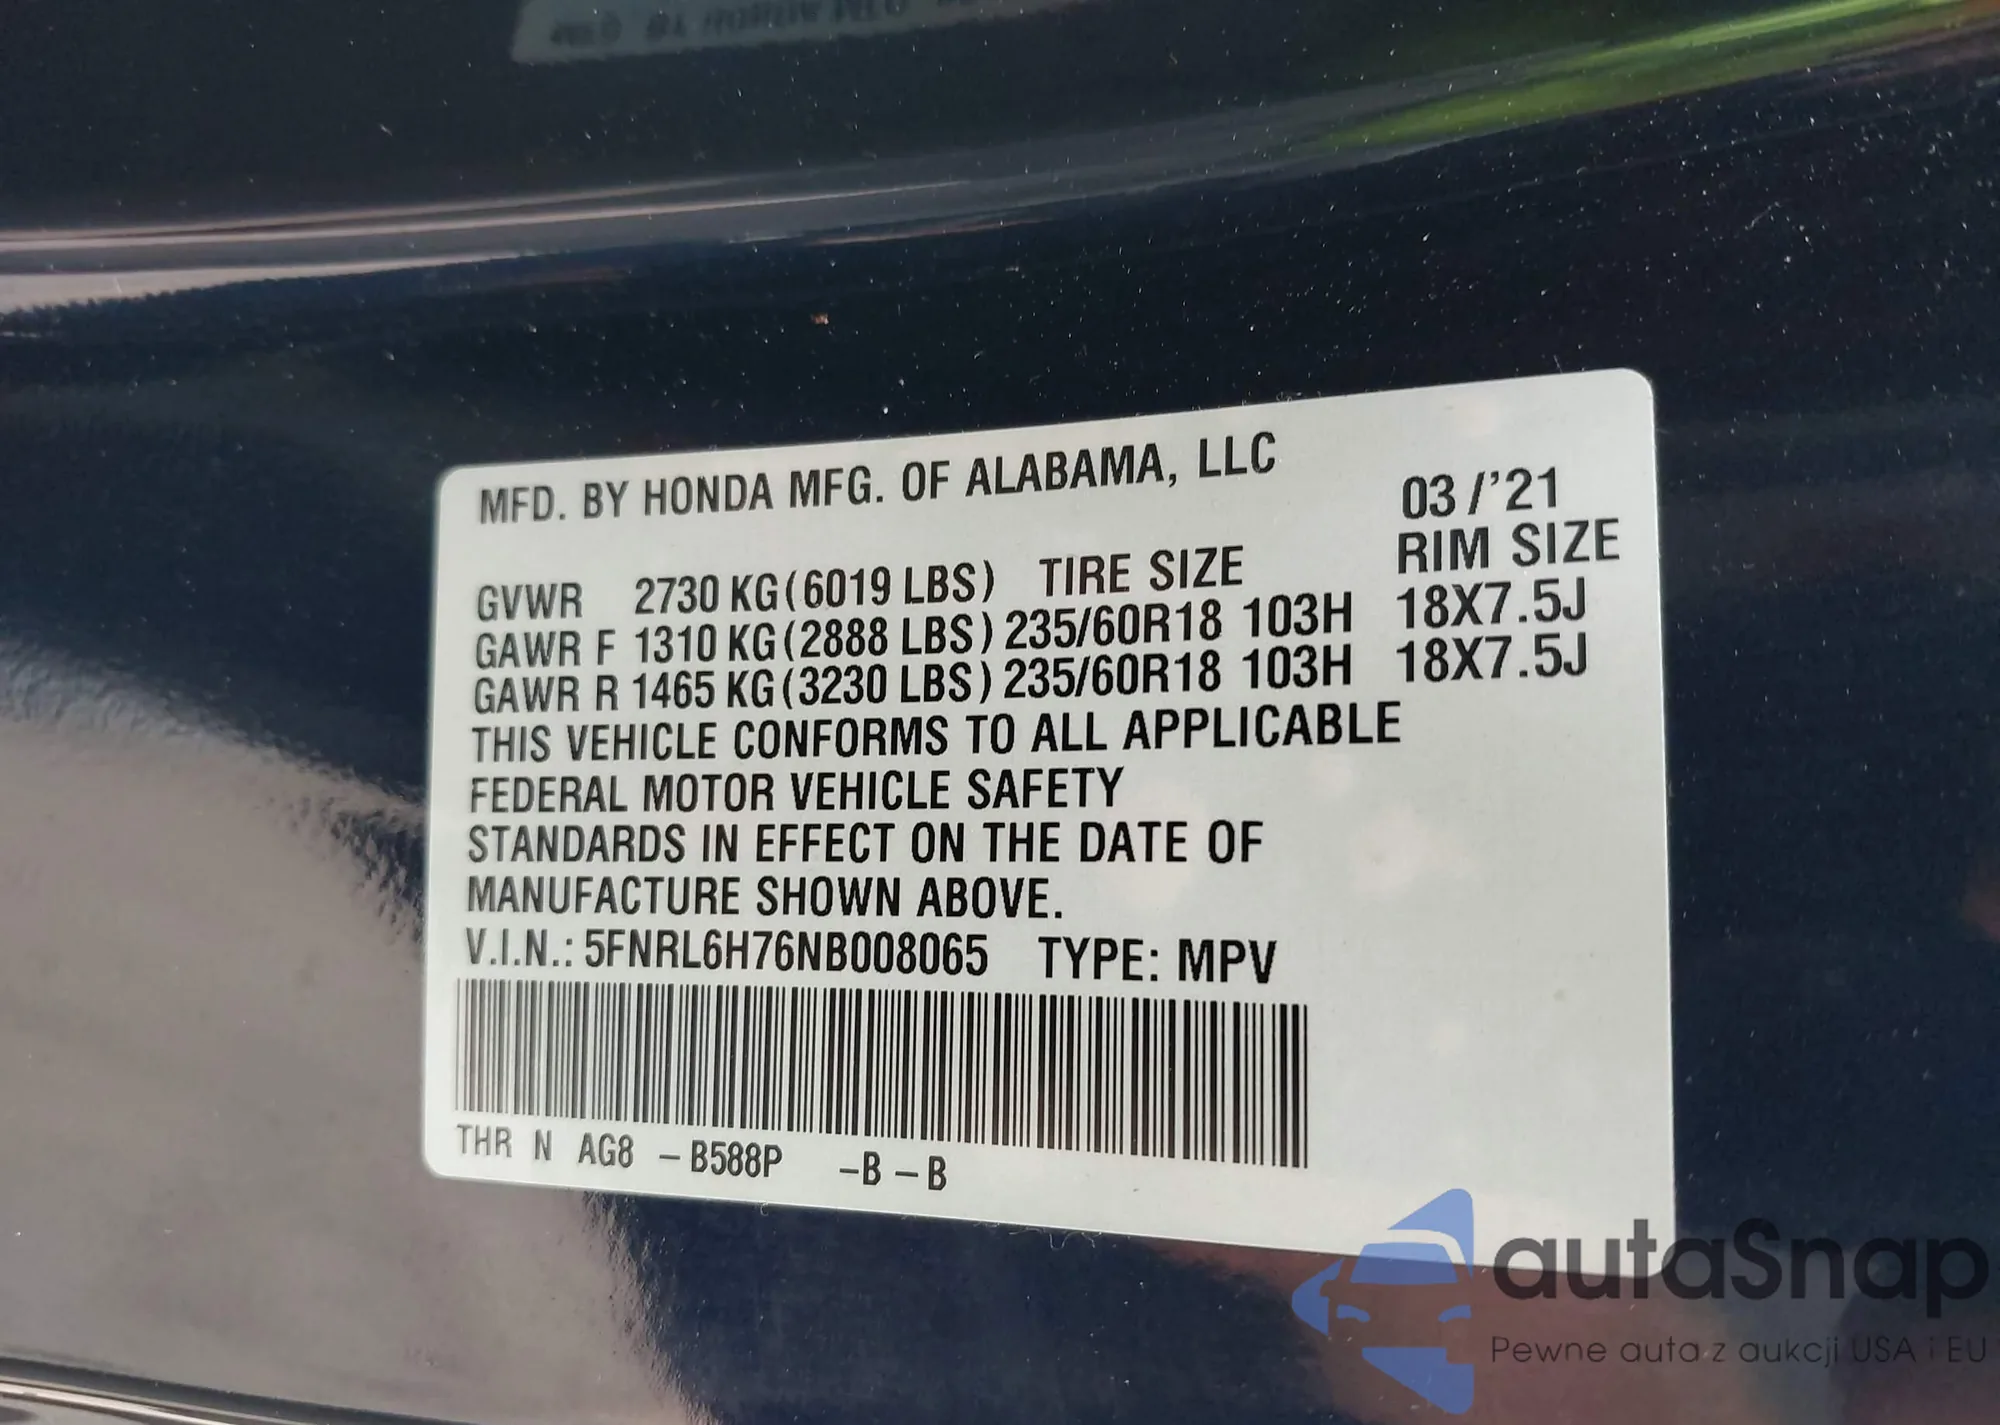 MFD. BY HONDA MFG. OF ALABAMA, LLC 03/'21
GVWR 2730 KG (6019 LBS) TIRE SIZE RIM SIZE
GAWR F 1310 KG (2888 LBS) 235/60R18 103H 18X7.5J
GAWR R 1465 KG (3230 LBS) 235/60R18 103H 18X7.5J
THIS VEHICLE CONFORMS TO ALL APPLICABLE
FEDERAL MOTOR VEHICLE SAFETY
STANDARDS IN EFFECT ON THE DATE OF
MANUFACTURE SHOWN ABOVE.
V.I.N.: 5FNRL6H76NB008065 TYPE: MPV
THR N AG8 - B588P -B - B
autaSnap
Pewne auta z aukcji USA i EU